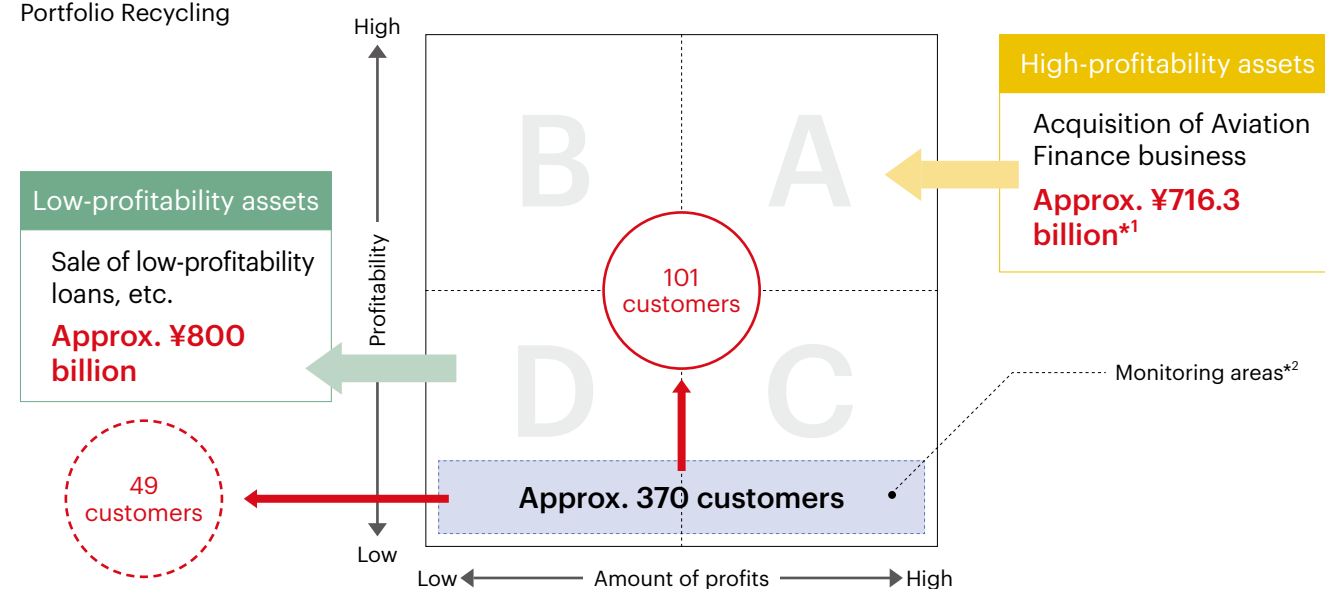 Portfolio Recycling
High
B
A
High-profitability assets
Acquisition of Aviation
Finance business
Approx. ¥716.3
billion*1
Low-profitability assets
Sale of low-profitability
loans, etc.
Approx. ¥800
billion
Profitability
101
customers
D
C
Monitoring areas*2
49
customers
Approx. 370 customers
Low
Low
Amount of profits
High